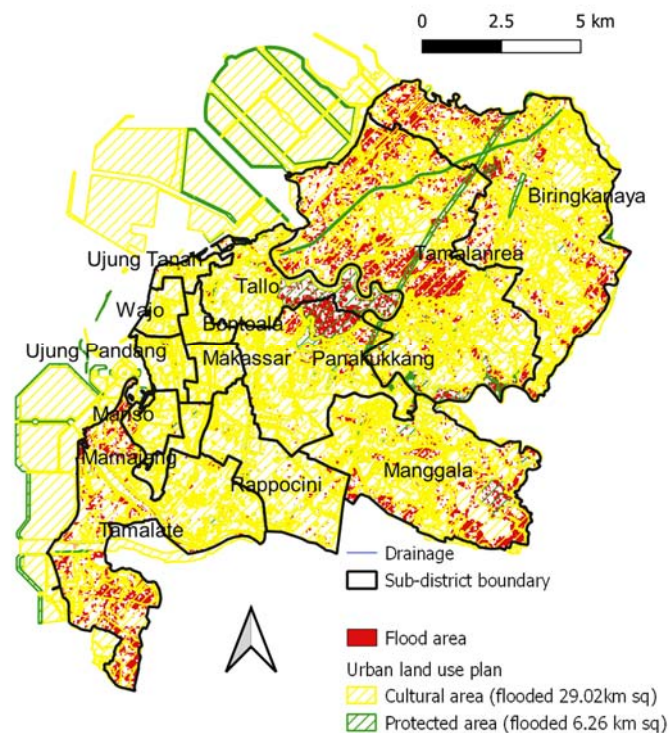 0 2.5 5 km
Biringkanaya
Ujung Tanah
Tamalanrea
Tallo
Wajo
Bontoala
Ujung Pandang
Makassar
Panakukkang
Mariso
Mamajang
Manggala
Rappocini
Tamalate
Drainage
Sub-district boundary
Flood area
Urban land use plan
Cultural area (flooded 29.02km sq)
Protected area (flooded 6.26 km sq)